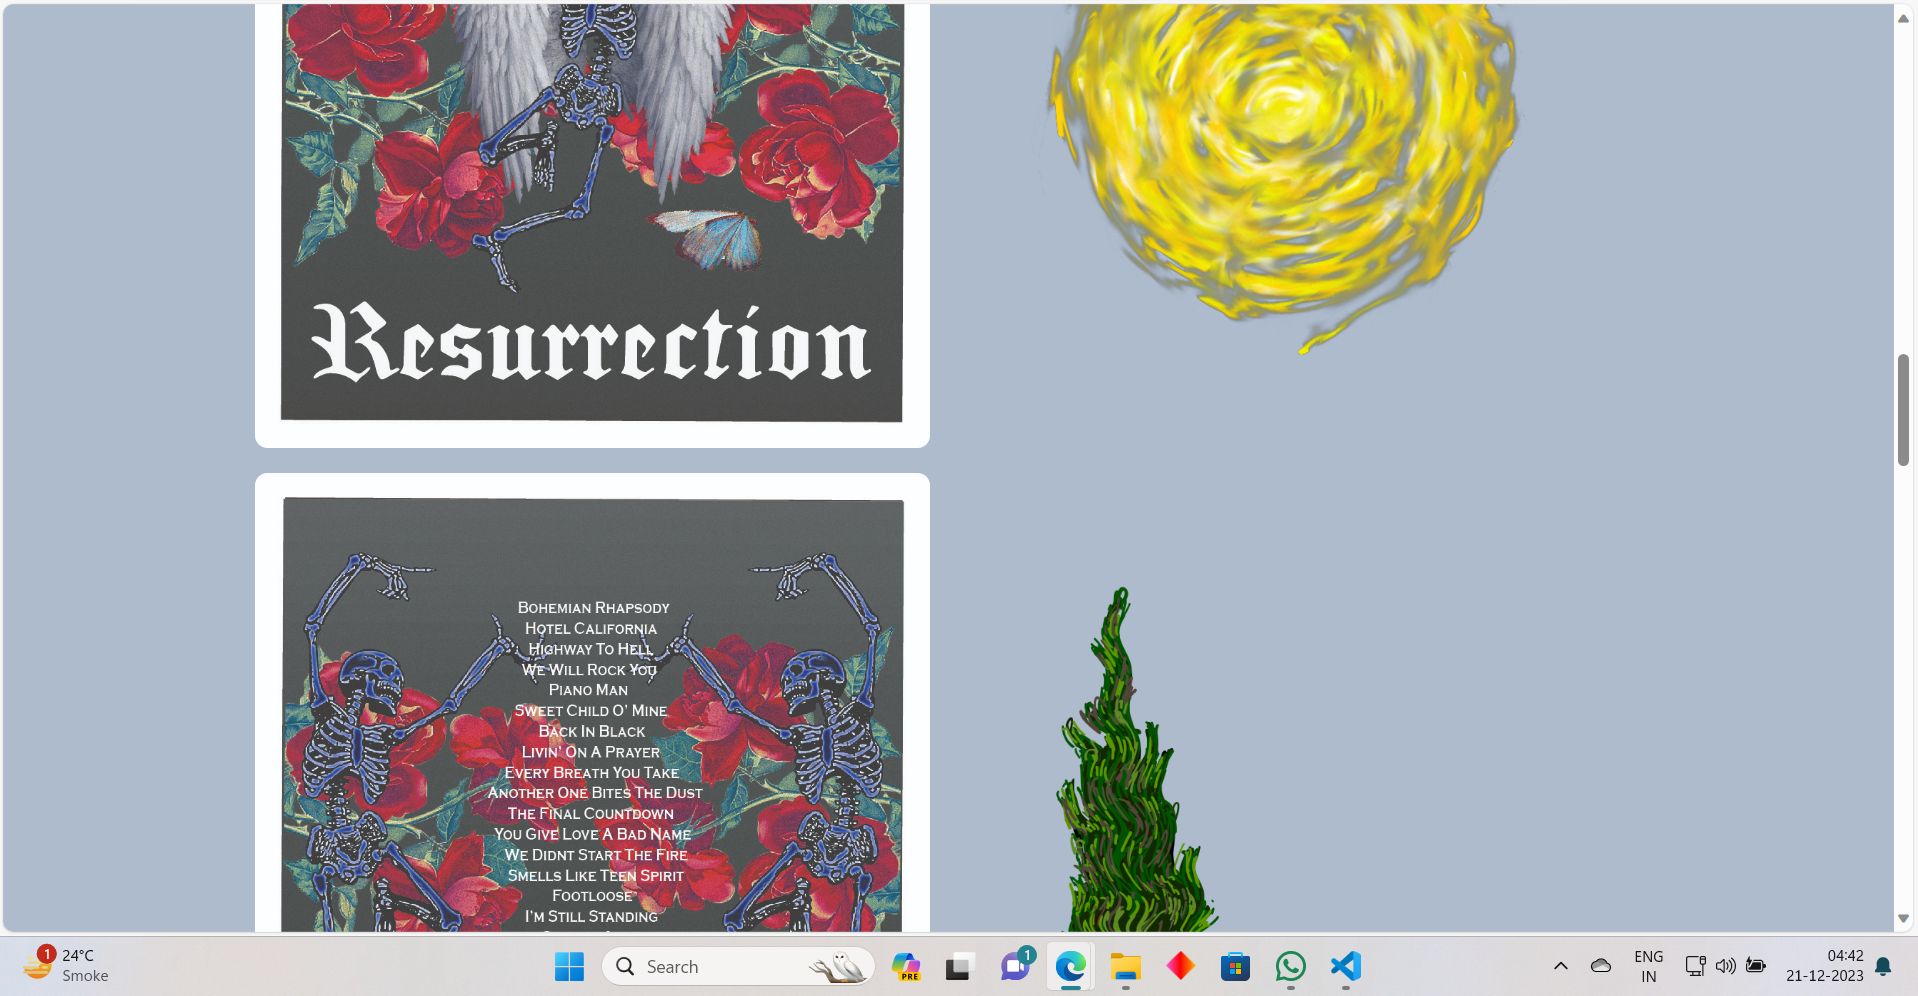 Resurrection
BOHEMIAN RHAPSODY
HOTEL CALIFORNIA
HIGHWAY TO HELL
WE WILL ROCK YOU
PIANO MAN
SWEET CHILD O' MINE
BACK IN BLACK
LIVIN' ON A PRAYER
EVERY BREATH YOU TAKE
ANOTHER ONE BITES THE DUST
THE FINAL COUNTDOWN
YOU GIVE LOVE A BAD NAME
WE DIDNT START THE FIRE
SMELLS LIKE TEEN SPIRIT
FOOTLOOSE
I'M STILL STANDING
1
24°C
Smoke
Search
PRE
1
ENG
IN
04:42
21-12-2023